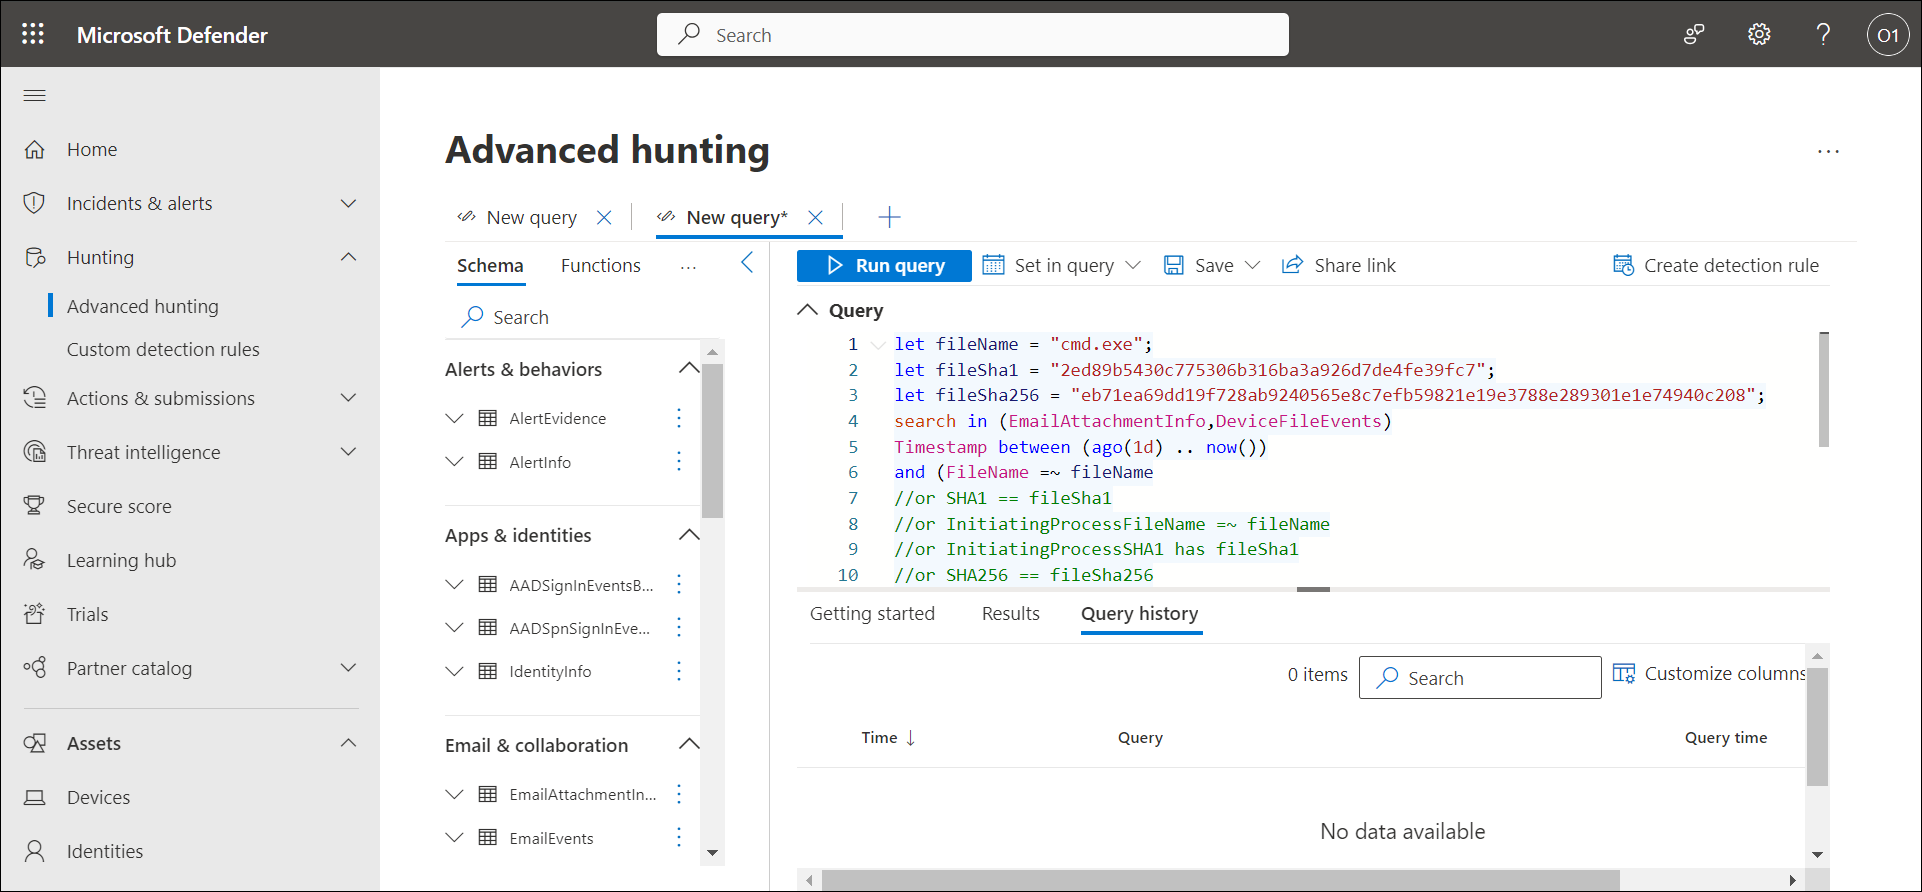 Microsoft Defender
Search
O1
Home
Incidents & alerts
Hunting
Advanced hunting
Custom detection rules
Actions & submissions
Threat intelligence
Secure score
Learning hub
Trials
Partner catalog
Assets
Devices
Identities
Advanced hunting
...
New query
New query*
Schema
Functions
...
Search
Alerts & behaviors
AlertEvidence
AlertInfo
Apps & identities
AADSignInEventsB...
AADSpnSignInEve...
IdentityInfo
Email & collaboration
EmailAttachmentIn...
EmailEvents
Run query
Set in query
Save
Share link
Create detection rule
Query
1 let fileName = "cmd.exe";
2 let fileSha1 = "2ed89b5430c775306b316ba3a926d7de4fe39fc7";
3 let fileSha256 = "eb71ea69dd19f728ab9240565e8c7efb59821e19e3788e289301e1e74940c208";
4 search in (EmailAttachmentInfo,DeviceFileEvents)
5 Timestamp between (ago(1d) .. now())
6 and (FileName =~ fileName
7 //or SHA1 == fileSha1
8 //or InitiatingProcessFileName =~ fileName
9 //or InitiatingProcessSHA1 has fileSha1
10 //or SHA256 == fileSha256
Getting started
Results
Query history
0 items
Search
Customize columns
Time ↓
Query
Query time
No data available